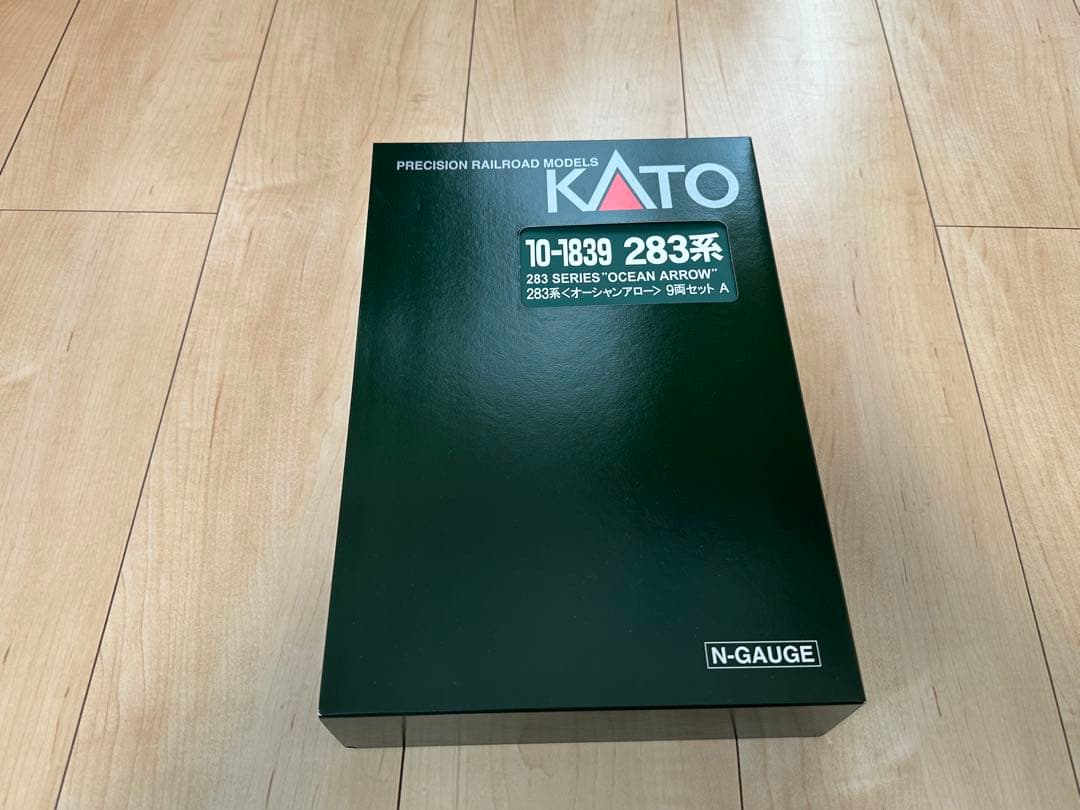 PRECISION RAILROAD MODELS
KATO
10-1839 283系
283 SERIES "OCEAN ARROW"
283系<オーシャンアロー> 9両セット A
N-GAUGE